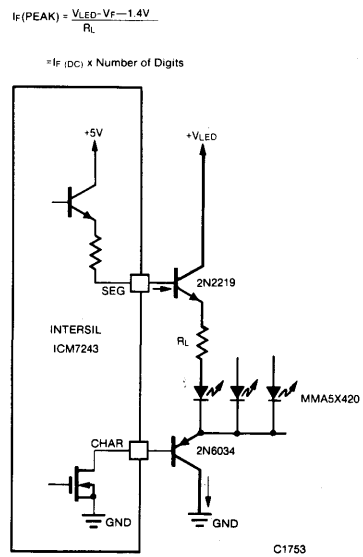 IF(PEAK) = VLED-VF—1.4V
RL
=IF (DC) x Number of Digits
+5V
+VLED
SEG
2N2219
INTERSIL
ICM7243
RL
MMA5X420
CHAR
2N6034
GND
GND
C1753